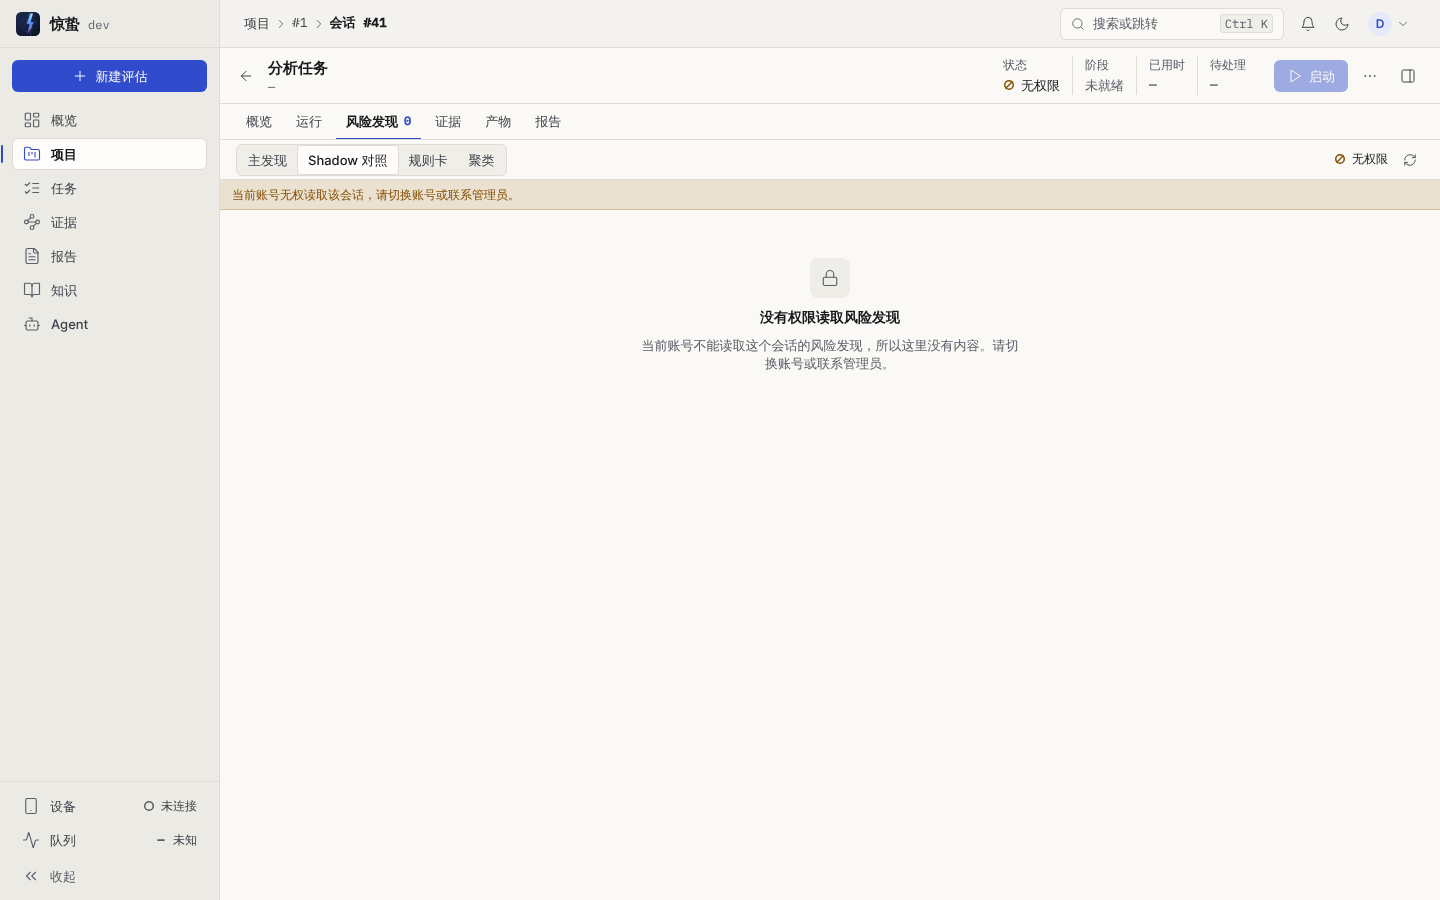 惊蛰 dev
项目 > #1 > 会话 #41
搜索或跳转 Ctrl K
D
新建评估
概览
项目
任务
证据
报告
知识
Agent
分析任务
—
状态
无权限
阶段
未就绪
已用时
—
待处理
—
启动
概览 运行 风险发现 0 证据 产物 报告
主发现 Shadow 对照 规则卡 聚类
无权限
当前账号无权读取该会话，请切换账号或联系管理员。
没有权限读取风险发现
当前账号不能读取这个会话的风险发现，所以这里没有内容。请切
换账号或联系管理员。
设备 未连接
队列 — 未知
收起